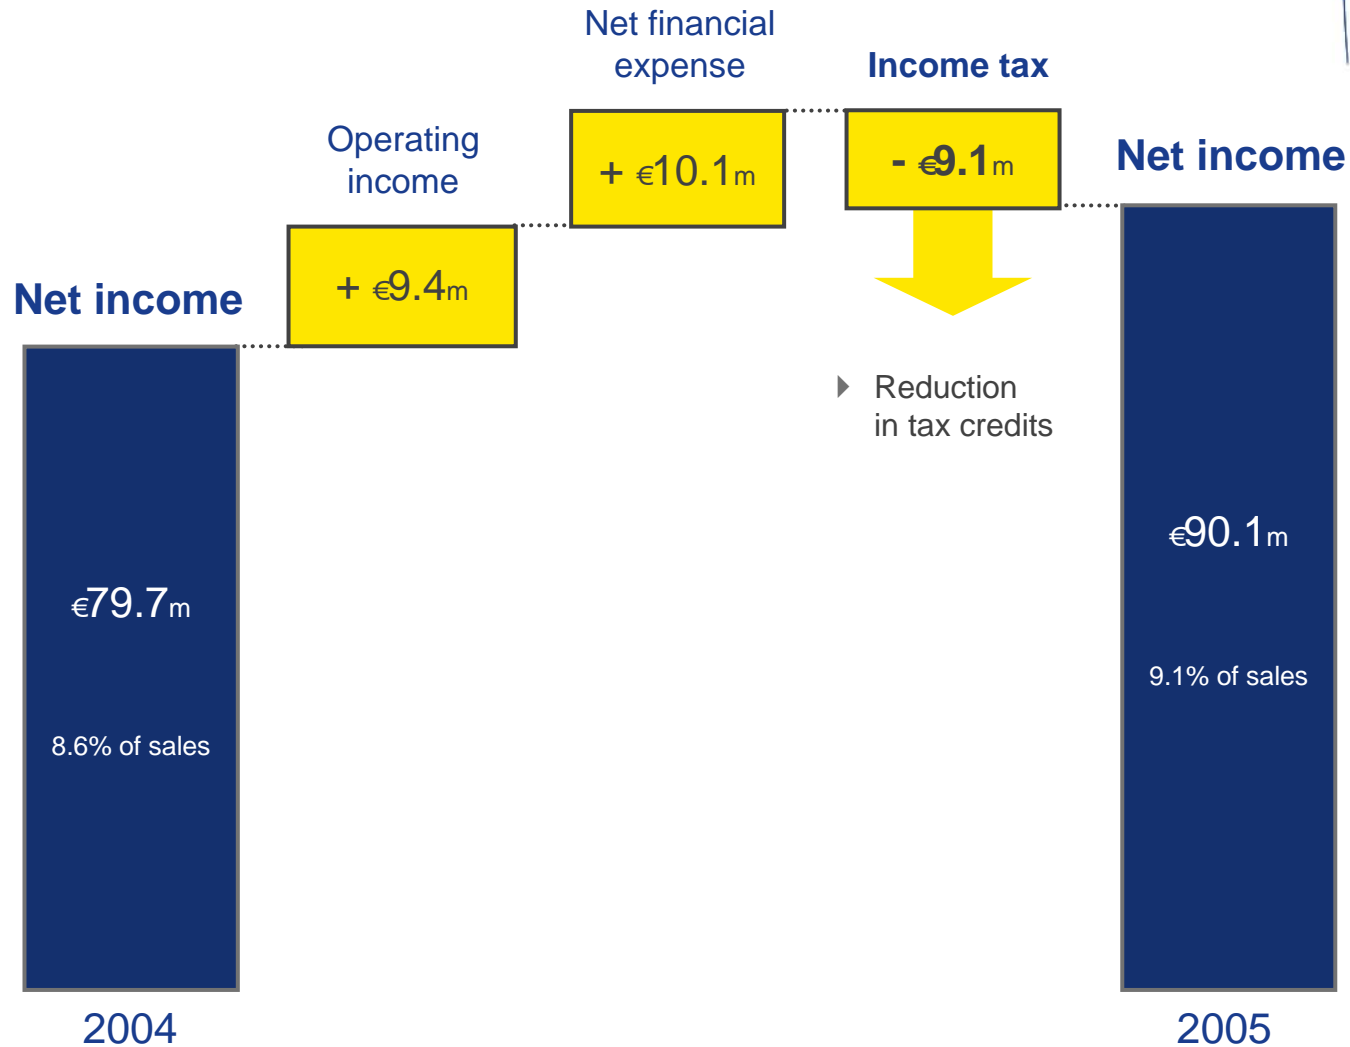 Net financial
expense
Income tax
Operating
income
Net income
+ €10.1m
- €9.1m
+ €9.4m
Net income
Reduction
in tax credits
€79.7m
8.6% of sales
€90.1m
9.1% of sales
2004
2005